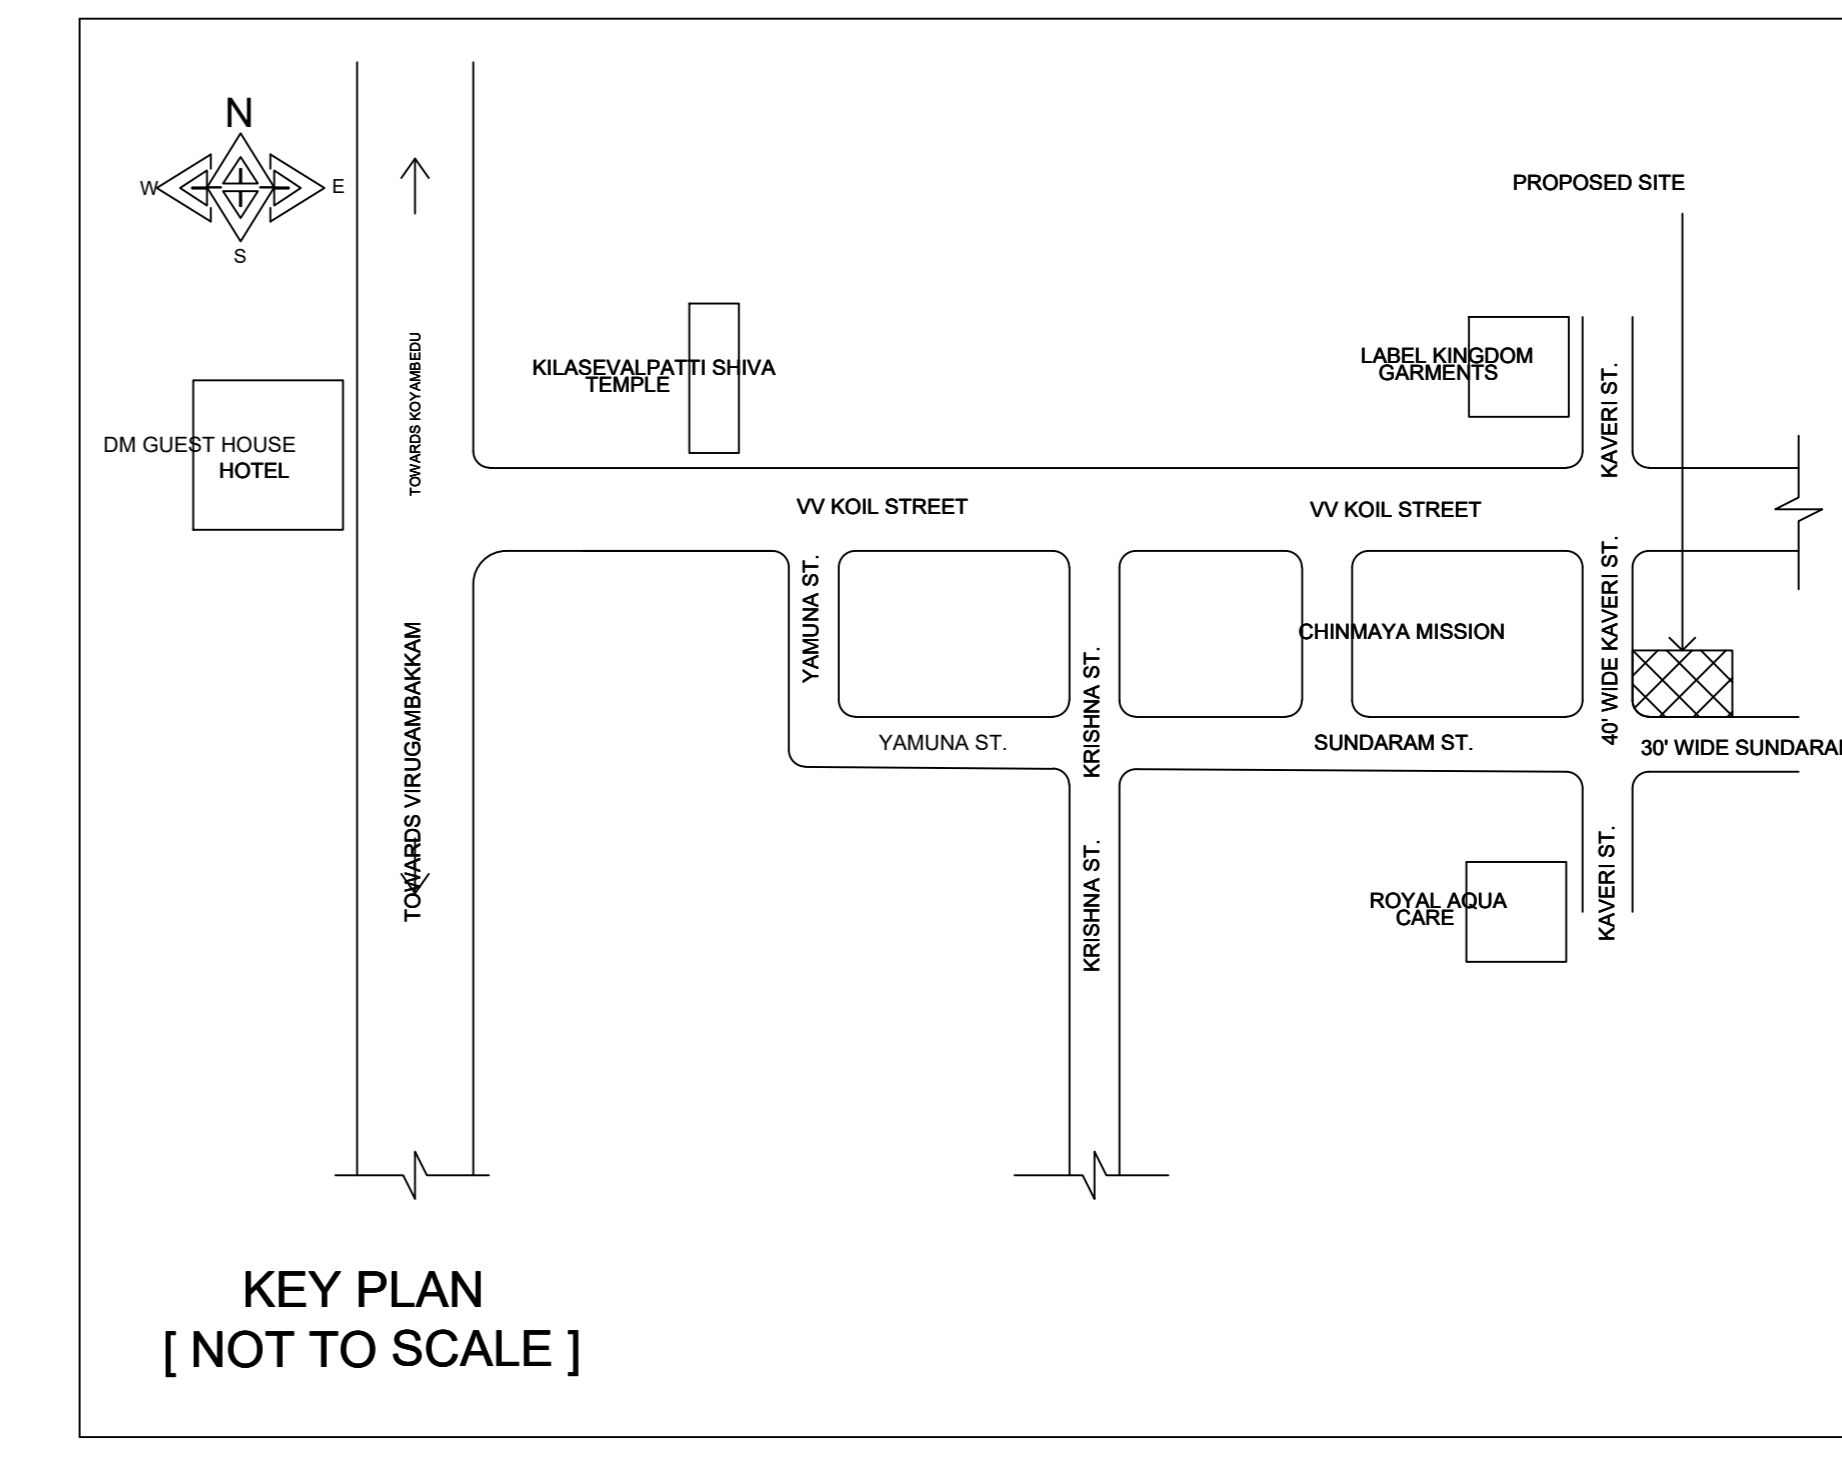 N
W
E
S
PROPOSED SITE
TOWARDS KOYAMBEDU
KILASEVALPATTI SHIVA
TEMPLE
LABEL KINGDOM
GARMENTS
KAVERI ST.
DM GUEST HOUSE
HOTEL
VV KOIL STREET
VV KOIL STREET
YAMUNA ST.
40' WIDE KAVERI ST.
CHINMAYA MISSION
TOWARDS VIRUGAMBAKKAM
KRISHNA ST.
YAMUNA ST.
SUNDARAM ST.
30' WIDE
KRISHNA ST.
KAVERI ST.
ROYAL AQUA
CARE
KEY PLAN
[ NOT TO SCALE ]